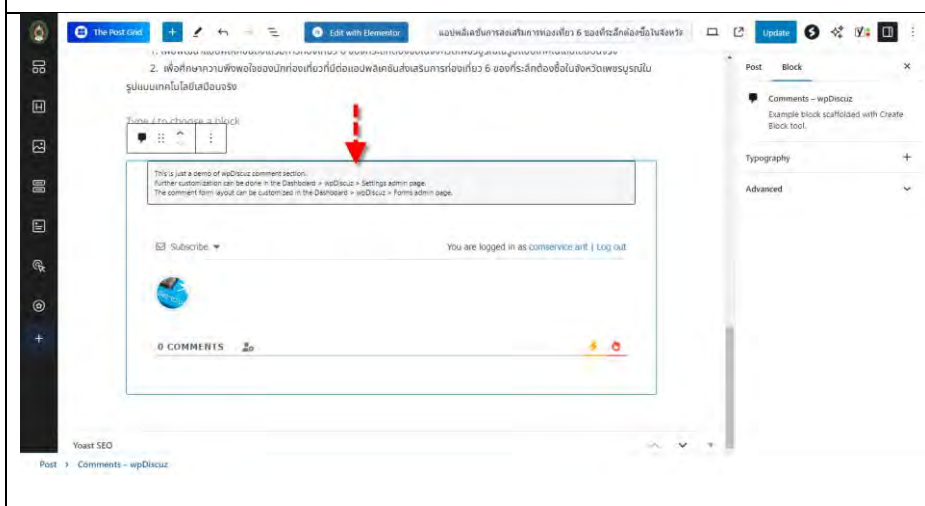 The Post Grid
Edit with Elementor
แอปพลิเคชันการส่งเสริมการท่องเที่ยว 6 ของที่ระลึกต้องซื้อในจังหวัด
Update
2. เพื่อศึกษาความพึงพอใจของนักท่องเที่ยวที่มีต่อแอปพลิเคชันส่งเสริมการท่องเที่ยว 6 ของที่ระลึกต้องซื้อในจังหวัดเพชรบูรณ์ใน
รูปแบบเทคโนโลยีเสมือนจริง
Type / to choose a block
This is just a demo of wpDiscuz comment section.
Further customization can be done in the Dashboard > wpDiscuz > Settings admin page.
The comment form layout can be customized in the Dashboard > wpDiscuz > Forms admin page.
Subscribe
You are logged in as comservice arit | Log out
0 COMMENTS
Post Block
Comments – wpDiscuz
Example block scaffolded with Create
Block tool.
Typography
Advanced
Yoast SEO
Post > Comments – wpDiscuz